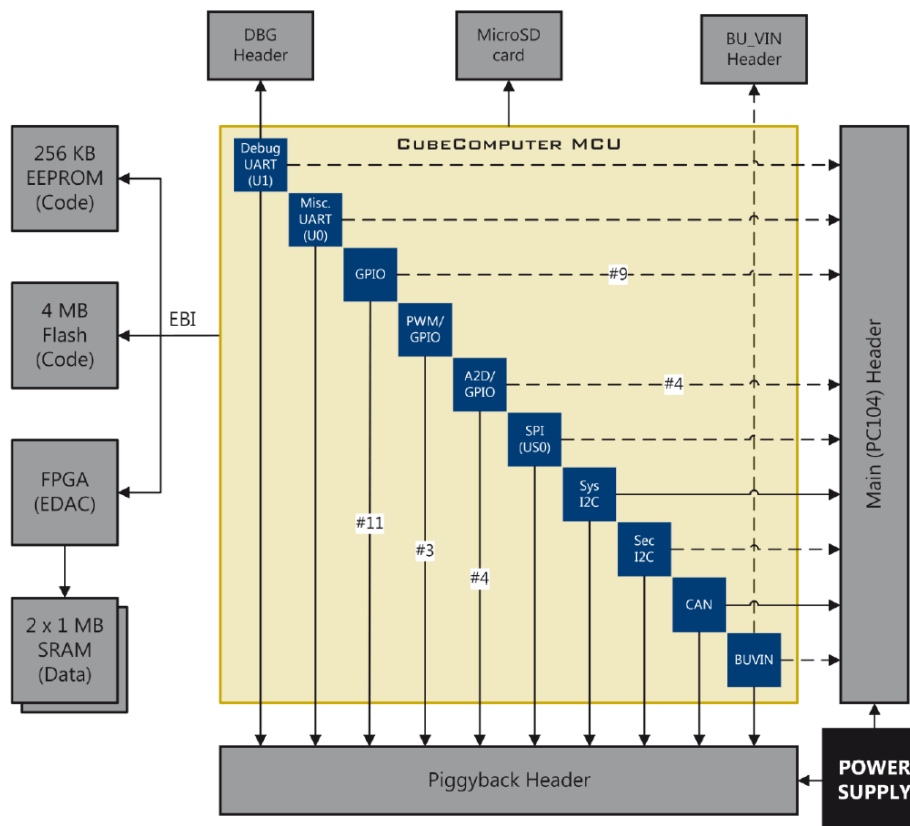 DBG
Header
MicroSD
card
BU_VIN
Header
CubeComputer MCU
256 KB
EEPROM
(Code)
4 MB
Flash
(Code)
EBI
FPGA
(EDAC)
2 x 1 MB
SRAM
(Data)
Debug
UART
(U1)
Misc.
UART
(U0)
GPIO
#9
PWM/
GPIO
A2D/
GPIO
#4
SPI
(US0)
Sys
I2C
#11
#3
#4
Sec
I2C
CAN
BUVIN
Main (PC104) Header
Piggyback Header
POWER
SUPPLY